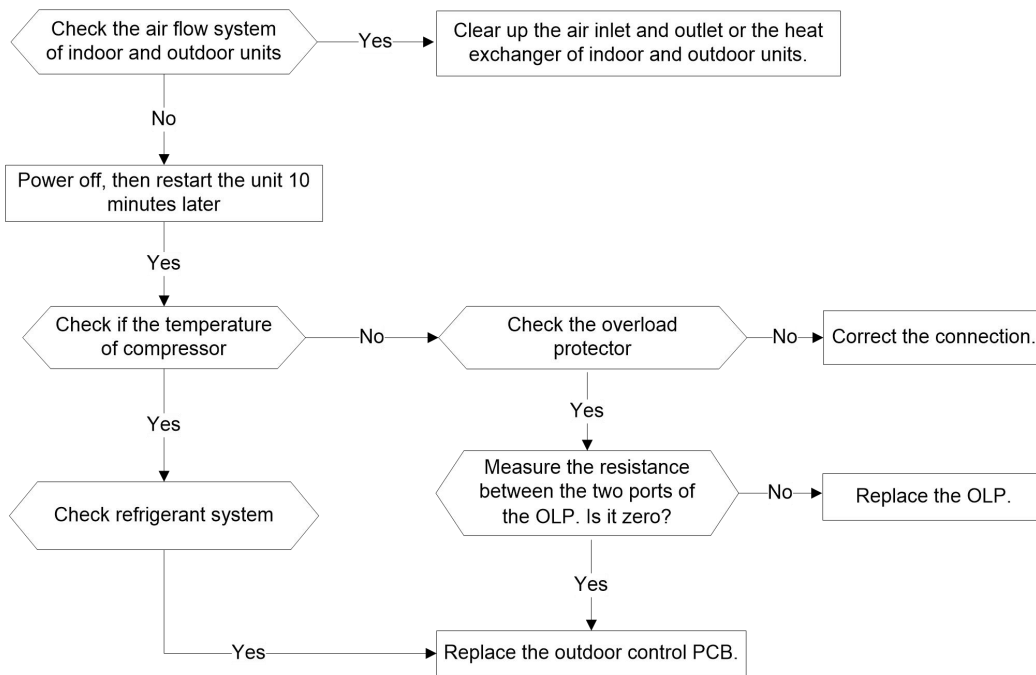 Check the air flow system
of indoor and outdoor units
Yes
Clear up the air inlet and outlet or the heat
exchanger of indoor and outdoor units.
No
Power off, then restart the unit 10
minutes later
Yes
Check if the temperature
of compressor
No
Check the overload
protector
No
Correct the connection.
Yes
Yes
Measure the resistance
between the two ports of
the OLP. Is it zero?
No
Replace the OLP.
Check refrigerant system
Yes
Yes
Replace the outdoor control PCB.